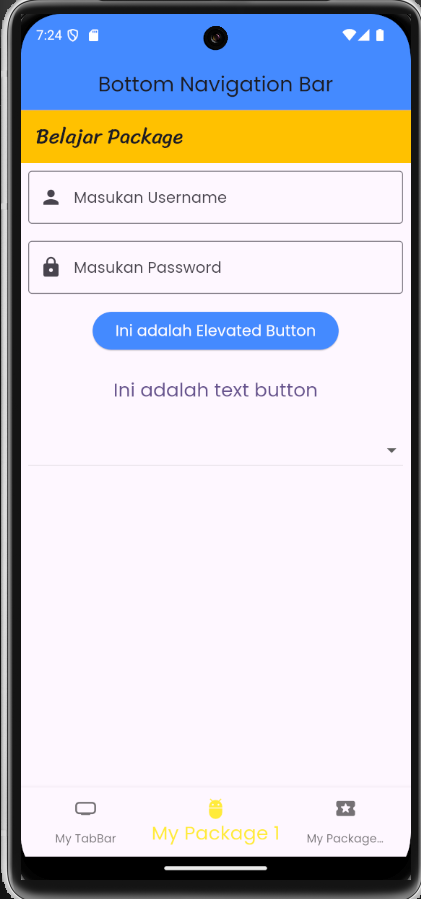 7:24
Bottom Navigation Bar
Belajar Package
Masukan Username
Masukan Password
Ini adalah Elevated Button
Ini adalah text button
My TabBar
My Package 1
My Package...